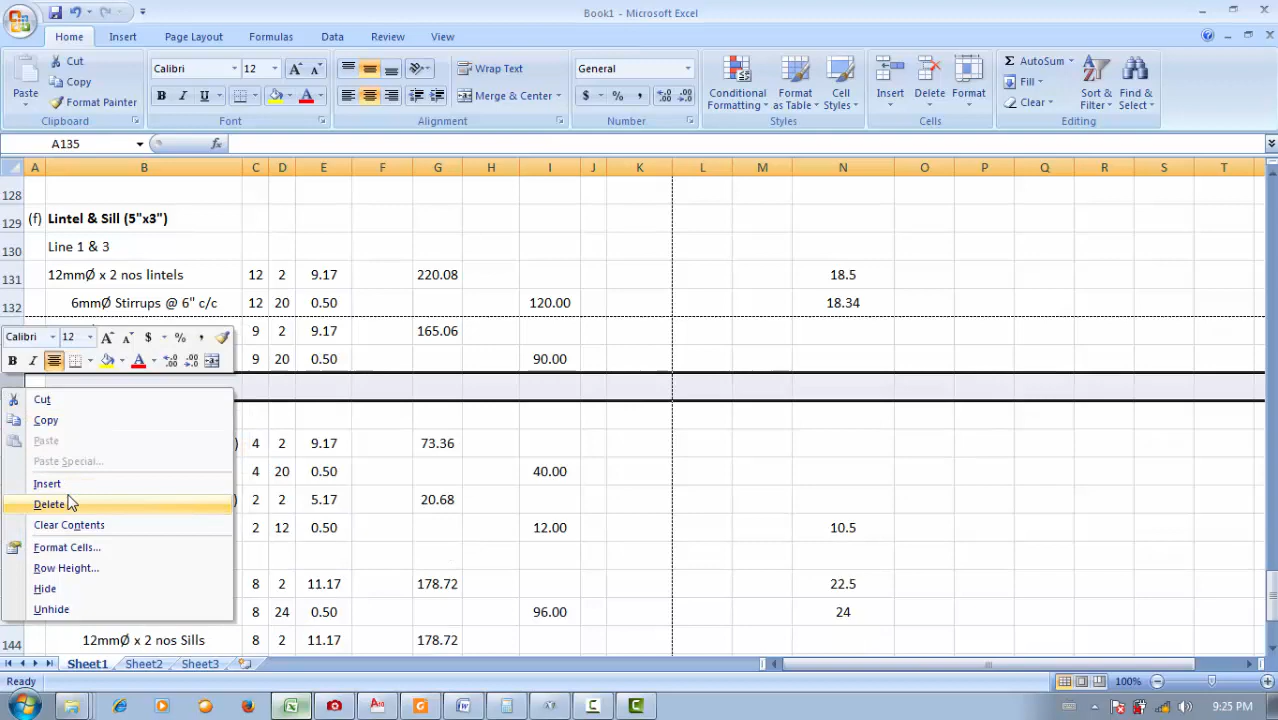 Book1 - Microsoft Excel
Home Insert Page Layout Formulas Data Review View
Cut
Copy
Format Painter
Paste
Clipboard
Calibri 12
B I U
Font
Wrap Text
Merge & Center
Alignment
General
$ % ,
Number
Conditional Formatting
Format as Table
Cell Styles
Styles
Insert Delete Format
Cells
Σ AutoSum
Fill
Clear
Sort & Filter
Find & Select
Editing
A135 fx
A B C D E F G H I J K L M N O P Q R S T
128
129 (f) Lintel & Sill (5"x3")
130 Line 1 & 3
131 12mmØ x 2 nos lintels 12 2 9.17 220.08 18.5
132 6mmØ Stirrups @ 6" c/c 12 20 0.50 120.00 18.34
9 2 9.17 165.06
9 20 0.50 90.00
Calibri 12 A A $ % ,
B I A
Cut
Copy
Paste
Paste Special...
Insert
Delete
Clear Contents
Format Cells...
Row Height...
Hide
Unhide
) 4 2 9.17 73.36
4 20 0.50 40.00
) 2 2 5.17 20.68
2 12 0.50 12.00 10.5
8 2 11.17 178.72 22.5
8 24 0.50 96.00 24
144 12mmØ x 2 nos Sills 8 2 11.17 178.72
Sheet1 Sheet2 Sheet3
Ready 100%
9:25 PM